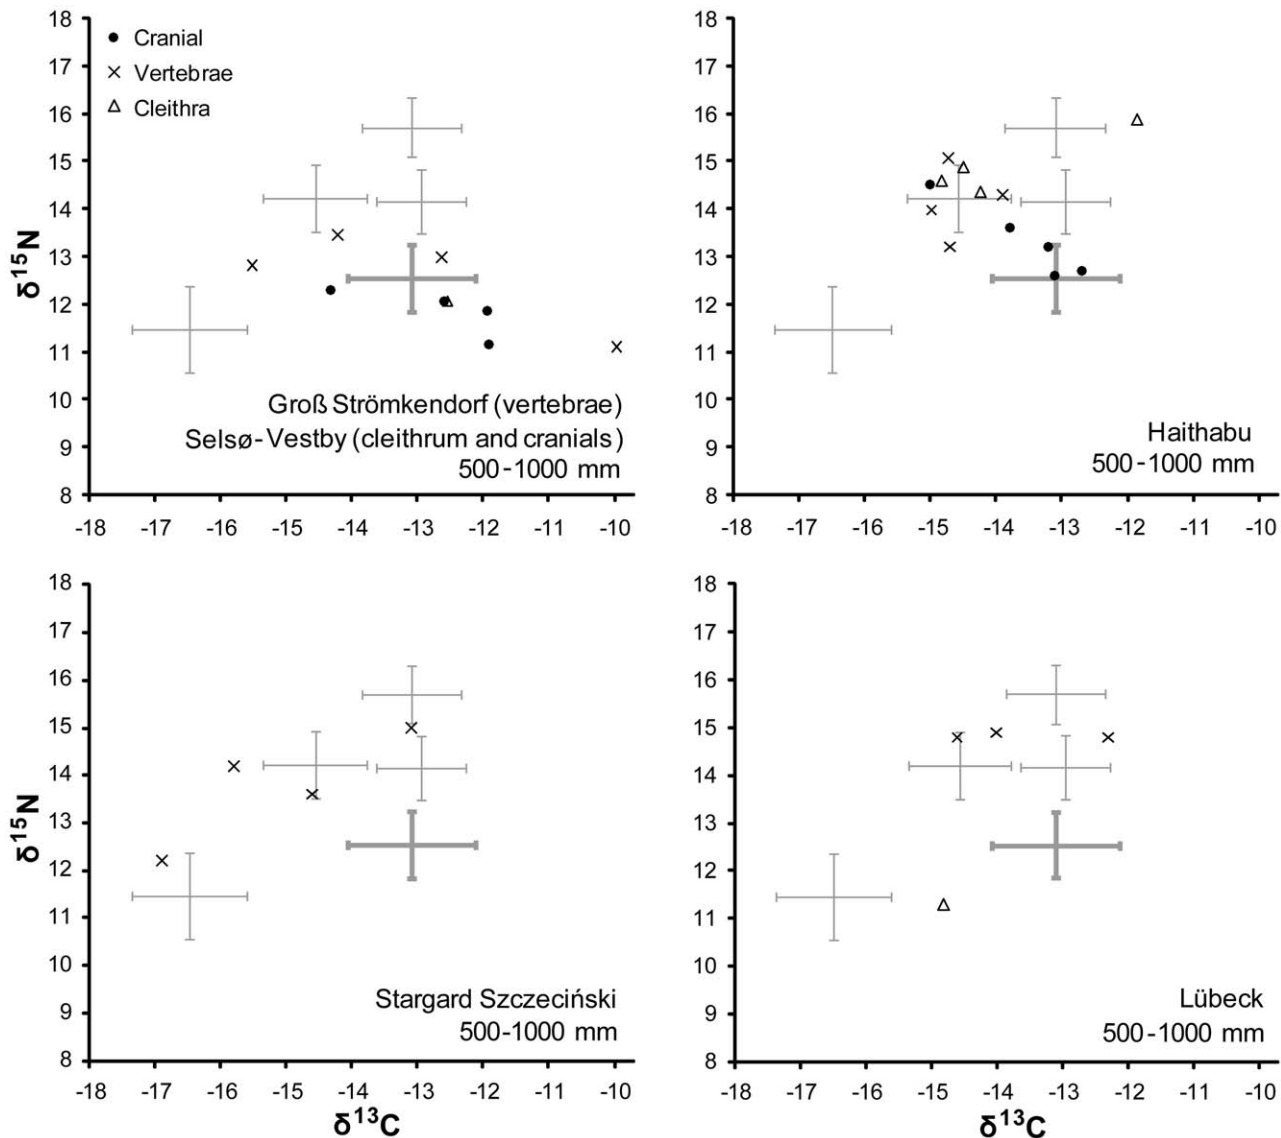 18
17
16
15
14
13
12
11
10
9
8
δ15N
Cranial
Vertebrae
Cleithra
Groß Strömkendorf (vertebrae)
Selsø-Vestby (cleithrum and cranials)
500-1000 mm
-18 -17 -16 -15 -14 -13 -12 -11 -10
18
17
16
15
14
13
12
11
10
9
8
Haithabu
500-1000 mm
-18 -17 -16 -15 -14 -13 -12 -11 -10
18
17
16
15
14
13
12
11
10
9
8
δ15N
Stargard Szczeciński
500-1000 mm
-18 -17 -16 -15 -14 -13 -12 -11 -10
δ13C
18
17
16
15
14
13
12
11
10
9
8
Lübeck
500-1000 mm
-18 -17 -16 -15 -14 -13 -12 -11 -10
δ13C